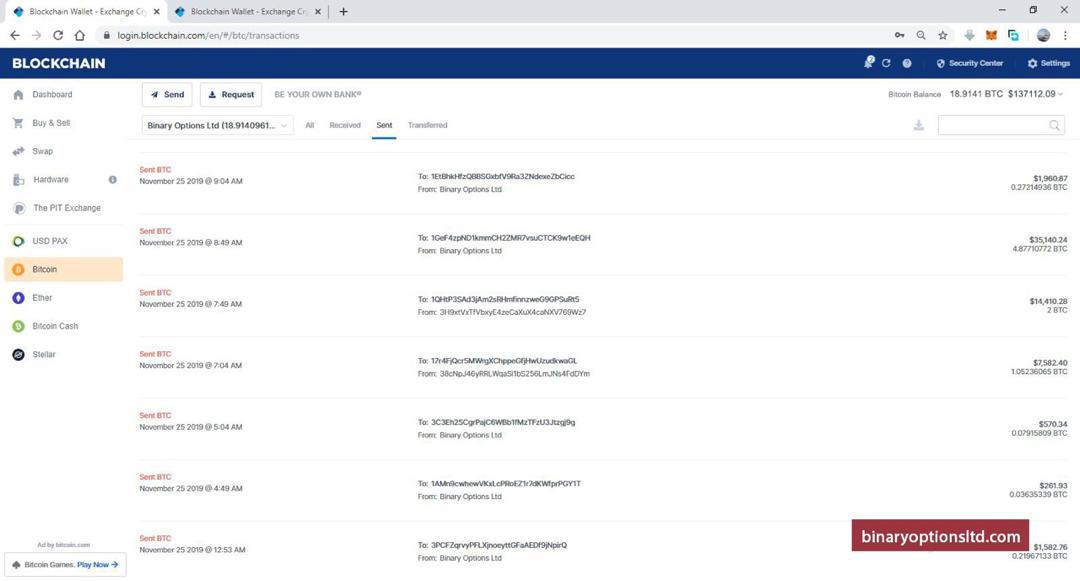 Blockchain Wallet - Exchange Cry
Blockchain Wallet - Exchange Cry
login.blockchain.com/en/#/btc/transactions
BLOCKCHAIN
2
Security Center
Settings
Dashboard
Buy & Sell
Swap
Hardware
The PIT Exchange
USD PAX
Bitcoin
Ether
Bitcoin Cash
Stellar
Ad by bitcoin.com
Bitcoin Games. Play Now
Send
Request
BE YOUR OWN BANK®
Bitcoin Balance 18.9141 BTC $137112.09
Binary Options Ltd (18.9140961...
All
Received
Sent
Transferred
Sent BTC
November 25 2019 @ 9:04 AM
To: 1EtBhkHfzQBBSGxbfV9Ra3ZNdexeZbCicc
From: Binary Options Ltd
$1,960.87
0.27214936 BTC
Sent BTC
November 25 2019 @ 8:49 AM
To: 1GeF4zpND1kmmCH2ZMR7vsuCTCK9w1eEQH
From: Binary Options Ltd
$35,140.24
4.87710772 BTC
Sent BTC
November 25 2019 @ 7:49 AM
To: 1QHtP3SAd3jAm2sRHmfinnzweG9GPSuRt5
From: 3H9xtVxTfVbxyE4zeCaXuX4caNXV769Wz7
$14,410.28
2 BTC
Sent BTC
November 25 2019 @ 7:04 AM
To: 17r4FjQcr5MWrgXChppeGfjHwUzudkwaGL
From: 38cNpJ46yRRLWqaSl1bS256LmJNs4FdDYm
$7,582.40
1.05236065 BTC
Sent BTC
November 25 2019 @ 5:04 AM
To: 3C3Eh2SCgrPajC6WBb1fMzTFzU3Jtzgj9g
From: Binary Options Ltd
$570.34
0.07915809 BTC
Sent BTC
November 25 2019 @ 4:49 AM
To: 1AMn9cwhewVKxLcPRoEZ1r7dKWfprPGY1T
From: Binary Options Ltd
$261.93
0.03635339 BTC
Sent BTC
November 25 2019 @ 12:53 AM
To: 3PCFZqrvyPFLXjnoeyttGFaAEDf9jNpirQ
From: Binary Options Ltd
$1,582.76
0.21967133 BTC
binaryoptionsltd.com